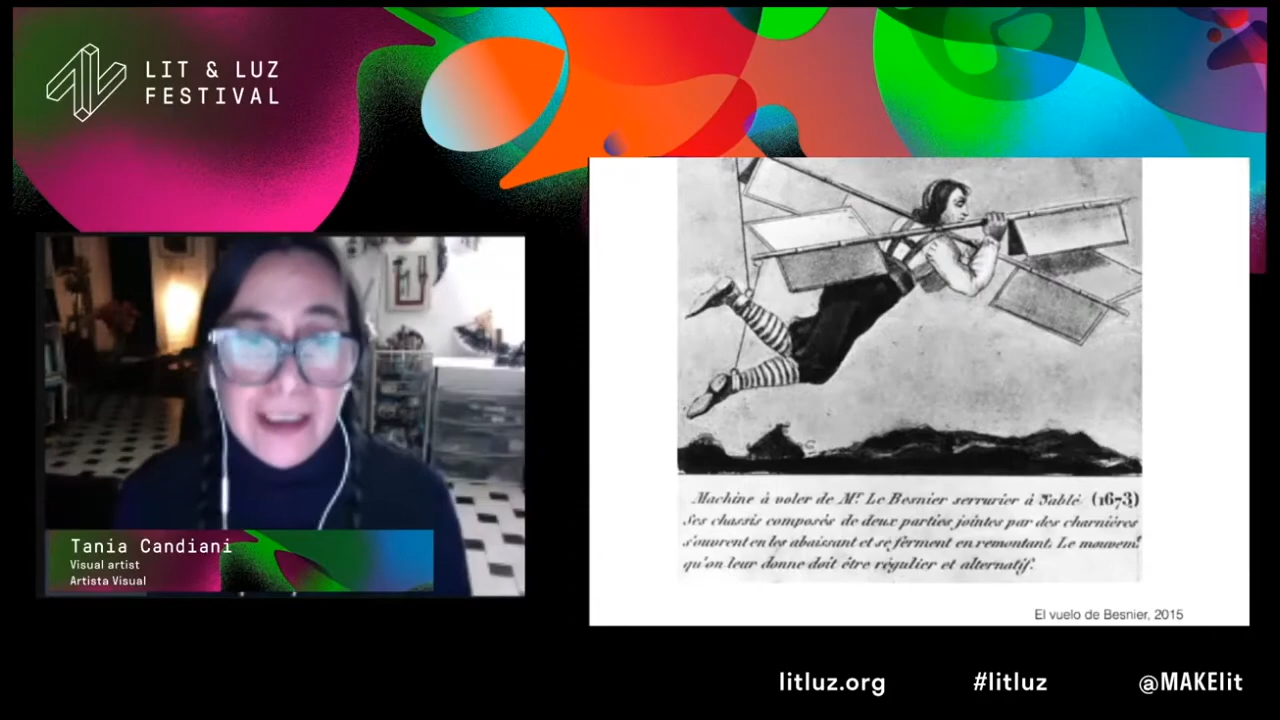 LIT & LUZ
FESTIVAL
Tania Candiani
Visual artist
Artista Visual
Machine à voler de Mr. Le Besnier serrurier à Sablé (1673)
Ses chassis composés de deux parties jointes par des charnières
s'ouvrent en les abaissant et se ferment en remontant. Le mouvemt.
qu'on leur donne doit être régulier et alternatif.
El vuelo de Besnier, 2015
litluz.org
#litluz
@MAKElit